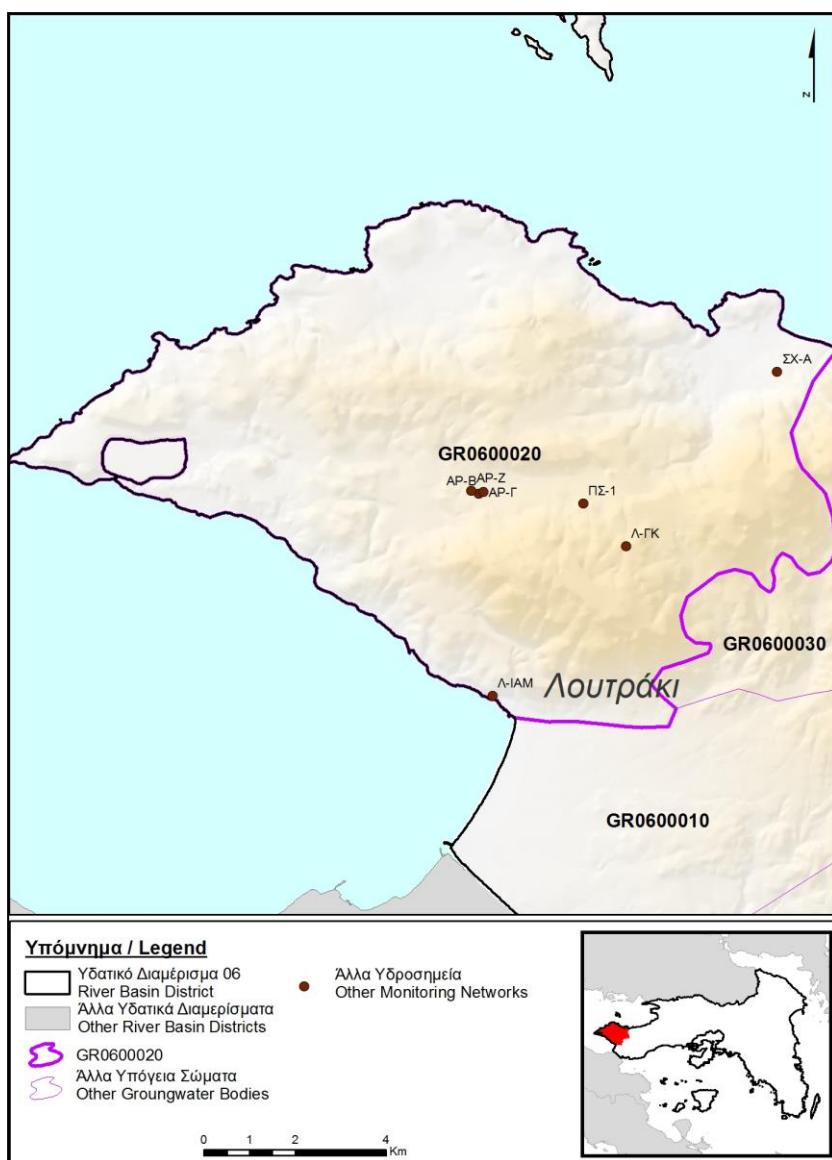 z
ΣΧ-Α
GR0600020
ΑΡ-Β
ΑΡ-Ζ
ΑΡ-Γ
ΠΣ-1
Λ-ΓΚ
GR0600030
Λ-ΙΑΜ
Λουτράκι
GR0600010
Υπόμνημα / Legend
Υδατικό Διαμέρισμα 06
River Basin District
Άλλα Υδατικά Διαμερίσματα
Other River Basin Districts
GR0600020
Άλλα Υπόγεια Σώματα
Other Groungwater Bodies
Άλλα Υδροσημεία
Other Monitoring Networks
0 1 2 4
Km